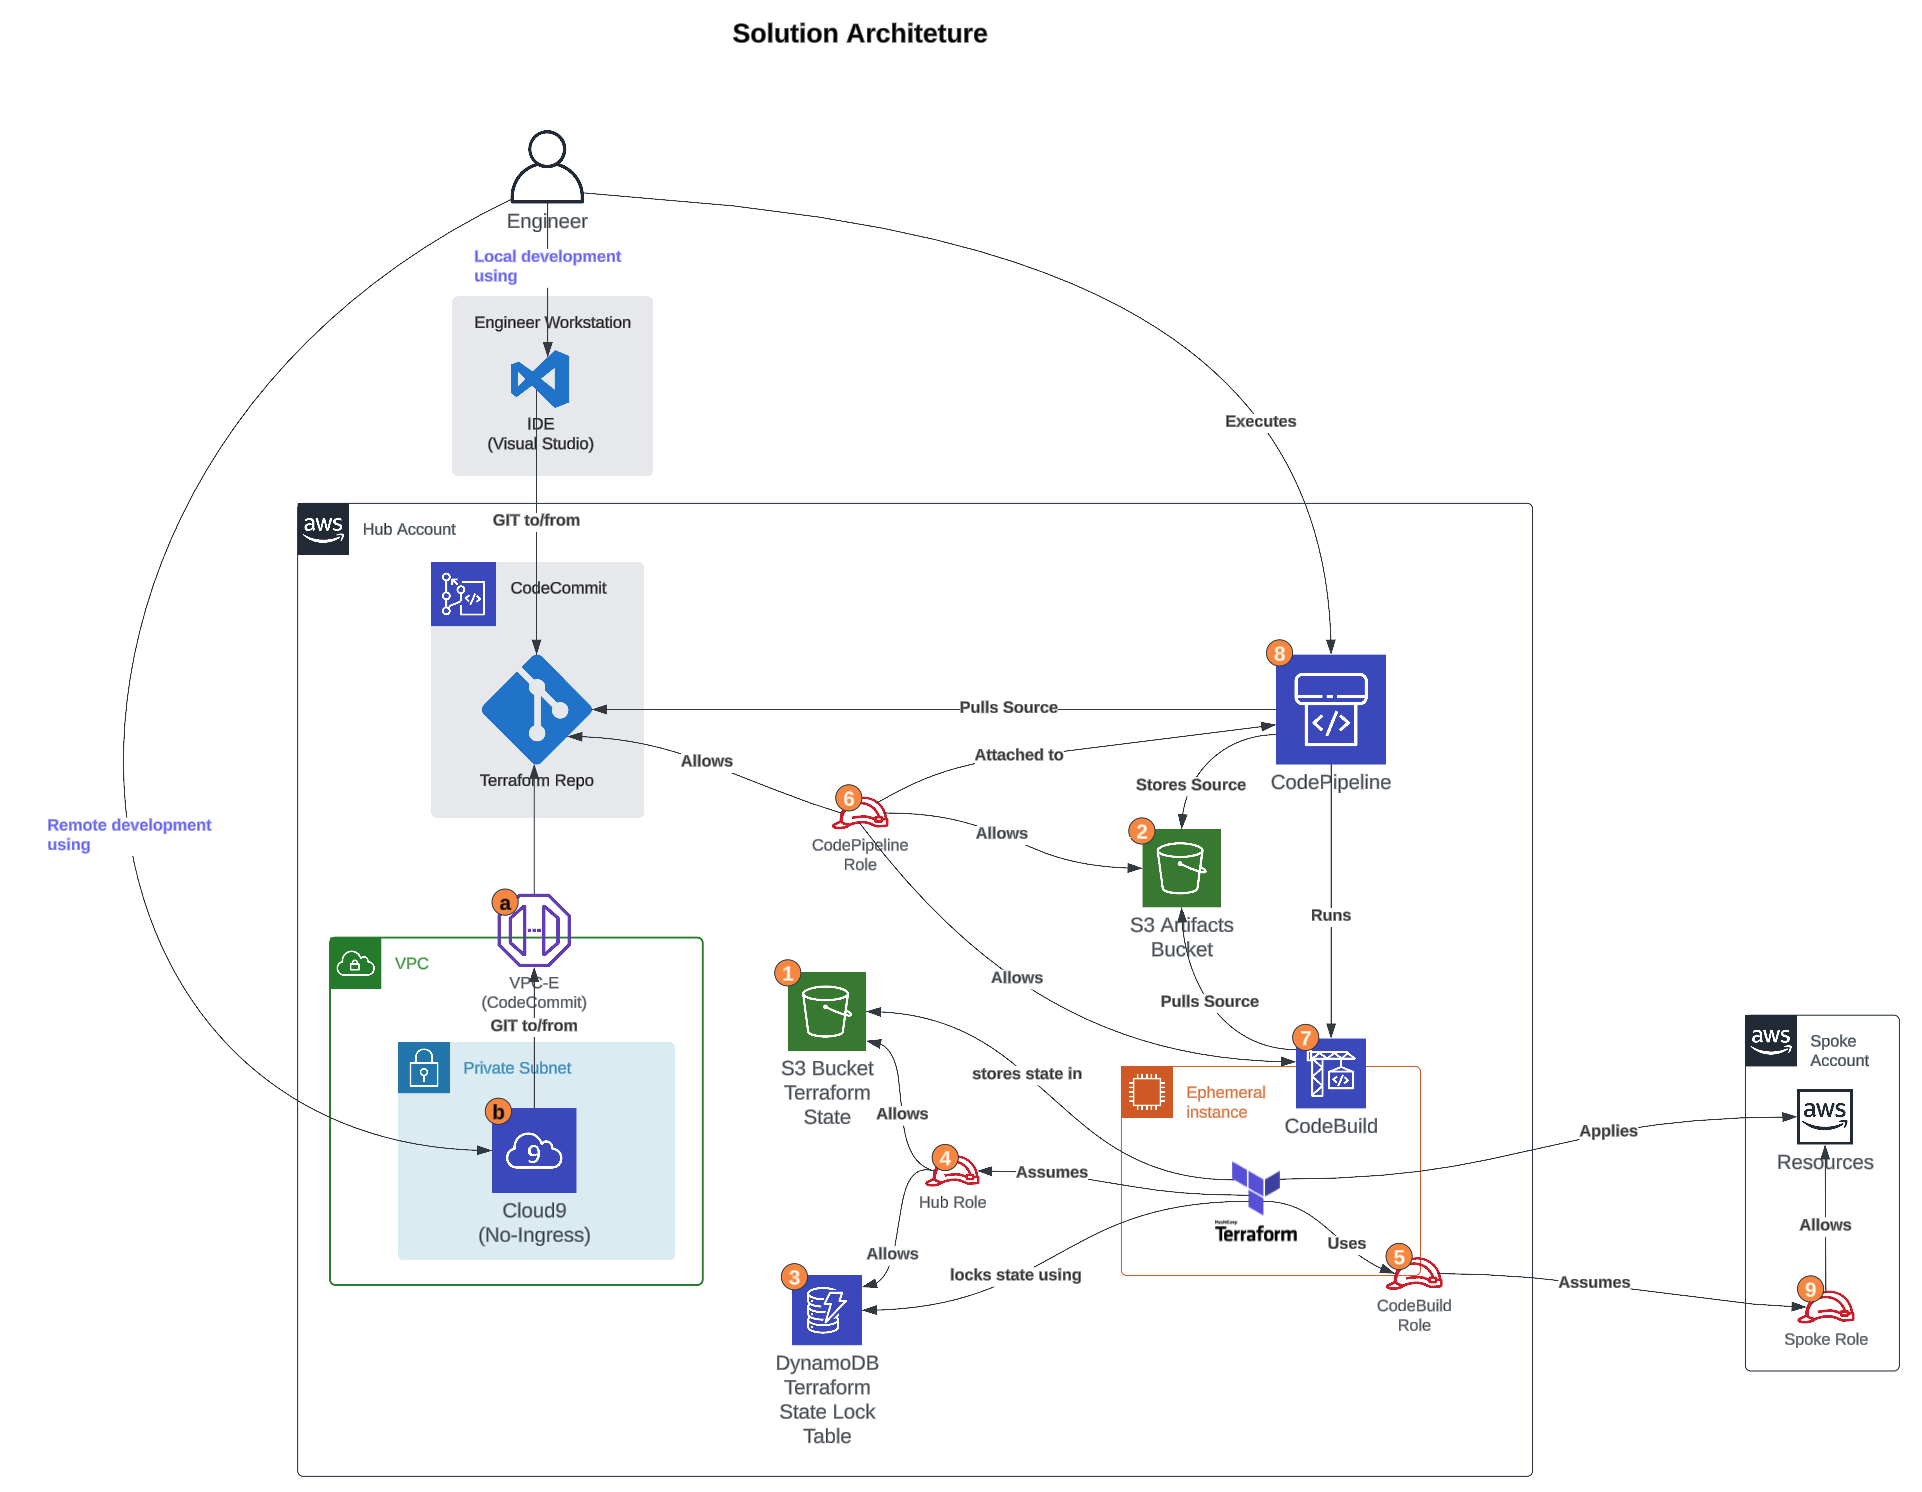 Solution Architeture
Engineer
Local development
using
Engineer Workstation
IDE
(Visual Studio)
Executes
aws
Hub Account
GIT to/from
CodeCommit
Terraform Repo
8
Pulls Source
Attached to
Allows
Stores Source
CodePipeline
6
CodePipeline
Role
Allows
2
S3 Artifacts
Bucket
Remote development
using
a
VPC
VPC-E
(CodeCommit)
GIT to/from
Private Subnet
b
9
Cloud9
(No-Ingress)
Runs
Allows
Pulls Source
1
S3 Bucket
Terraform
State
stores state in
Allows
7
CodeBuild
Ephemeral
instance
4
Hub Role
Assumes
HashiCorp
Terraform
Uses
Allows
locks state using
3
DynamoDB
Terraform
State Lock
Table
5
CodeBuild
Role
Applies
Assumes
aws
Spoke
Account
aws
Resources
Allows
9
Spoke Role